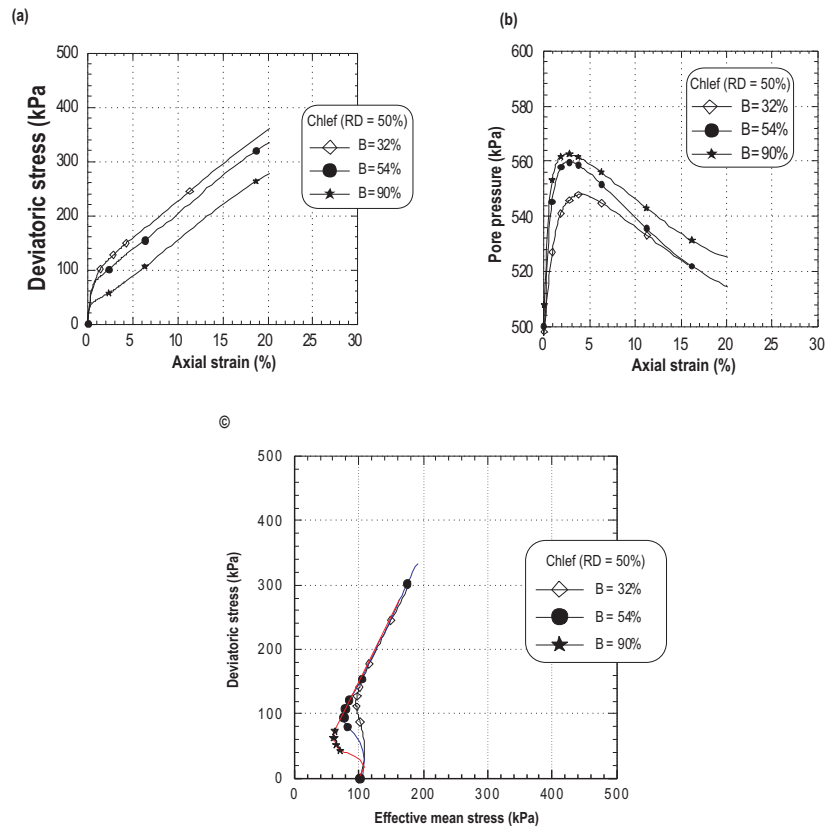 (a)
500
400
300
200
100
0
Deviatoric stress (kPa
0 5 10 15 20 25 30
Axial strain (%)
Chlef (RD = 50%)
B = 32%
B = 54%
B = 90%
(b)
600
580
560
540
520
500
Pore pressure (kPa)
0 5 10 15 20 25 30
Axial strain (%)
Chlef (RD = 50%)
B = 32%
B = 54%
B = 90%
©
500
400
300
200
100
0
Deviatoric stress (kPa)
0 100 200 300 400 500
Effective mean stress (kPa)
Chlef (RD = 50%)
B = 32%
B = 54%
B = 90%